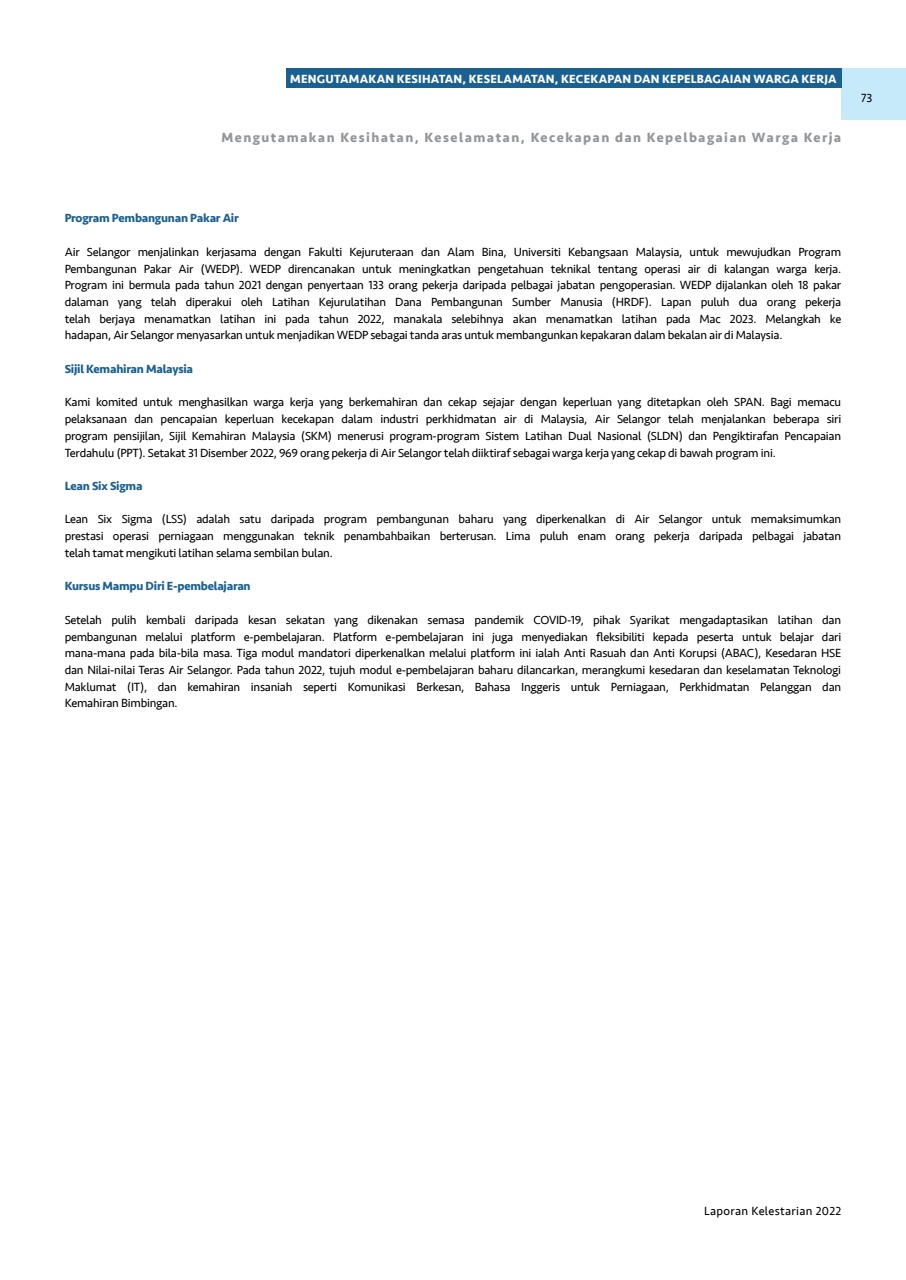 MENGUTAMAKAN KESIHATAN, KESELAMATAN, KECEKAPAN DAN KEPELBAGAIAN WARGA KERJA
73
Mengutamakan Kesihatan, Keselamatan, Kecekapan dan Kepelbagaian Warga Kerja
Program Pembangunan Pakar Air
Air Selangor menjalinkan kerjasama dengan Fakulti Kejuruteraan dan Alam Bina, Universiti Kebangsaan Malaysia, untuk mewujudkan Program
Pembangunan Pakar Air (WEDP). WEDP direncanakan untuk meningkatkan pengetahuan teknikal tentang operasi air di kalangan warga kerja.
Program ini bermula pada tahun 2021 dengan penyertaan 133 orang pekerja daripada pelbagai jabatan pengoperasian. WEDP dijalankan oleh 18 pakar
dalaman yang telah diperakui oleh Latihan Kejurulatihan Dana Pembangunan Sumber Manusia (HRDF). Lapan puluh dua orang pekerja
telah berjaya menamatkan latihan ini pada tahun 2022, manakala selebihnya akan menamatkan latihan pada Mac 2023. Melangkah ke
hadapan, Air Selangor menyasarkan untuk menjadikan WEDP sebagai tanda aras untuk membangunkan kepakaran dalam bekalan air di Malaysia.
Sijil Kemahiran Malaysia
Kami komited untuk menghasilkan warga kerja yang berkemahiran dan cekap sejajar dengan keperluan yang ditetapkan oleh SPAN. Bagi memacu
pelaksanaan dan pencapaian keperluan kecekapan dalam industri perkhidmatan air di Malaysia, Air Selangor telah menjalankan beberapa siri
program pensijilan, Sijil Kemahiran Malaysia (SKM) menerusi program-program Sistem Latihan Dual Nasional (SLDN) dan Pengiktirafan Pencapaian
Terdahulu (PPT). Setakat 31 Disember 2022, 969 orang pekerja di Air Selangor telah diiktiraf sebagai warga kerja yang cekap di bawah program ini.
Lean Six Sigma
Lean Six Sigma (LSS) adalah satu daripada program pembangunan baharu yang diperkenalkan di Air Selangor untuk memaksimumkan
prestasi operasi perniagaan menggunakan teknik penambahbaikan berterusan. Lima puluh enam orang pekerja daripada pelbagai jabatan
telah tamat mengikuti latihan selama sembilan bulan.
Kursus Mampu Diri E-pembelajaran
Setelah pulih kembali daripada kesan sekatan yang dikenakan semasa pandemik COVID-19, pihak Syarikat mengadaptasikan latihan dan
pembangunan melalui platform e-pembelajaran. Platform e-pembelajaran ini juga menyediakan fleksibiliti kepada peserta untuk belajar dari
mana-mana pada bila-bila masa. Tiga modul mandatori diperkenalkan melalui platform ini ialah Anti Rasuah dan Anti Korupsi (ABAC), Kesedaran HSE
dan Nilai-nilai Teras Air Selangor. Pada tahun 2022, tujuh modul e-pembelajaran baharu dilancarkan, merangkumi kesedaran dan keselamatan Teknologi
Maklumat (IT), dan kemahiran insaniah seperti Komunikasi Berkesan, Bahasa Inggeris untuk Perniagaan, Perkhidmatan Pelanggan dan
Kemahiran Bimbingan.
Laporan Kelestarian 2022